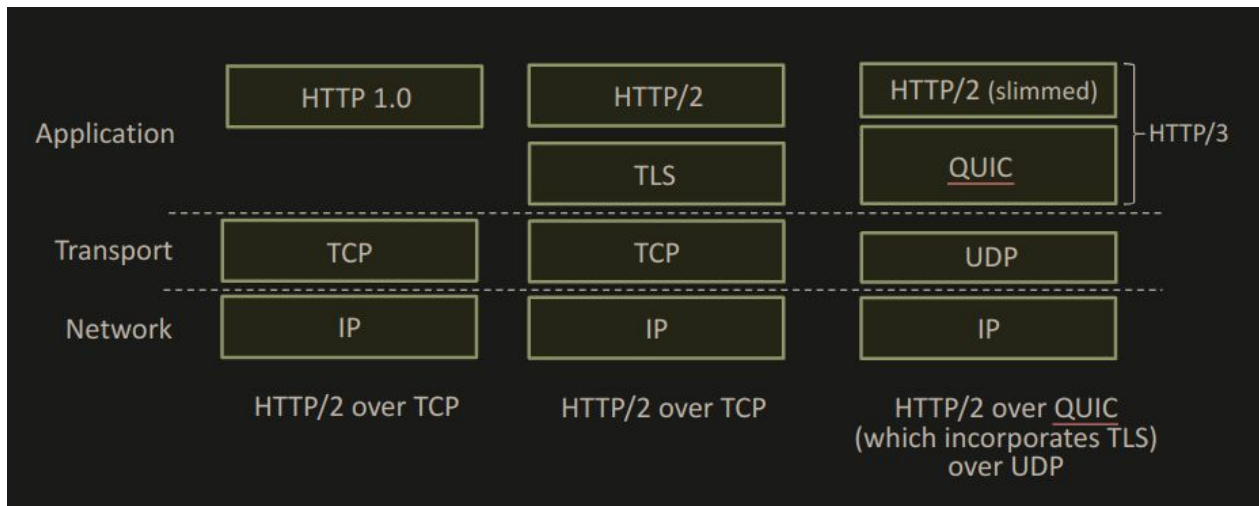 HTTP 1.0
HTTP/2
HTTP/2 (slimmed)
Application
HTTP/3
TLS
QUIC
Transport
TCP
TCP
UDP
Network
IP
IP
IP
HTTP/2 over TCP
HTTP/2 over TCP
HTTP/2 over QUIC
(which incorporates TLS)
over UDP